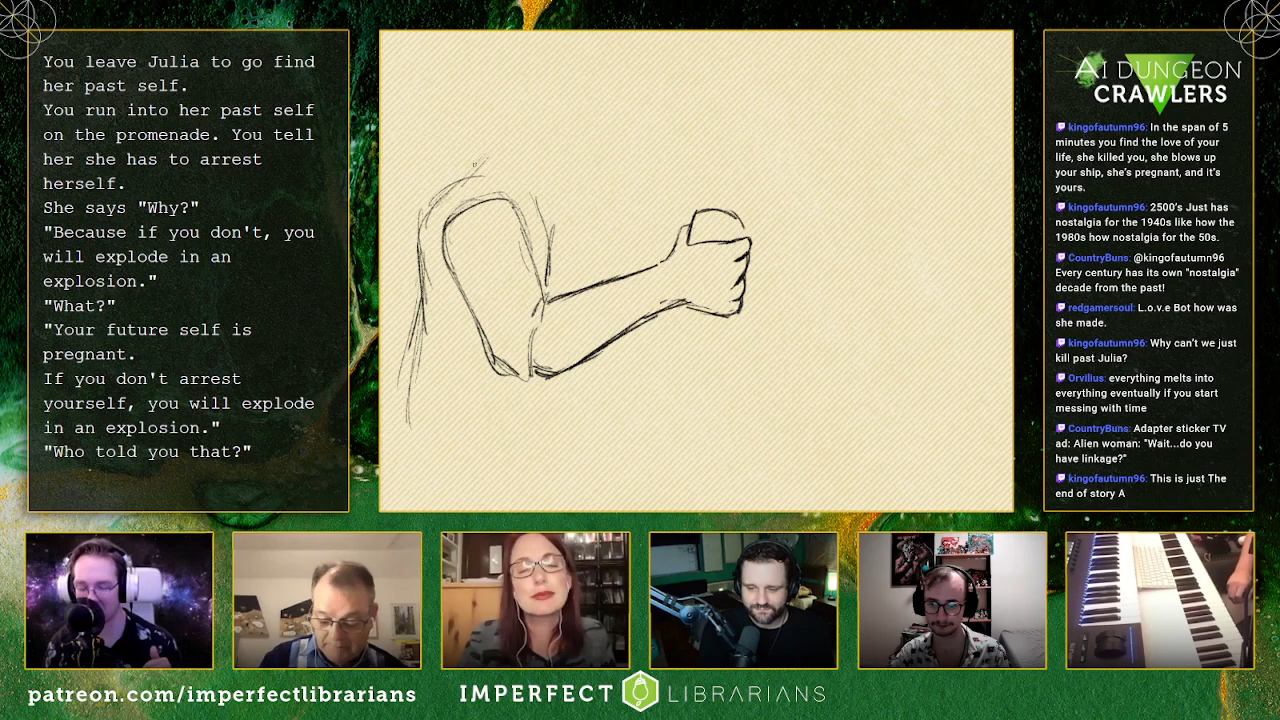 You leave Julia to go find
her past self.
You run into her past self
on the promenade. You tell
her she has to arrest
herself.
She says "Why?"
"Because if you don't, you
will explode in an
explosion."
"What?"
"Your future self is
pregnant.
If you don't arrest
yourself, you will explode
in an explosion."
"Who told you that?"
AI DUNGEON
CRAWLERS
kingofautumn96: In the span of 5
minutes you find the love of your
life, she killed you, she blows up
your ship, she's pregnant, and it's
yours.
kingofautumn96: 2500's Just has
nostalgia for the 1940s like how the
1980s how nostalgia for the 50s.
CountryBuns: @kingofautumn96
Every century has its own "nostalgia"
decade from the past!
redgamersoul: L.o.v.e Bot how was
she made.
kingofautumn96: Why can't we just
kill past Julia?
Orvilius: everything melts into
everything eventually if you start
messing with time
CountryBuns: Adapter sticker TV
ad: Alien woman: "Wait...do you
have linkage?"
kingofautumn96: This is just The
end of story A
patreon.com/imperfectlibrarians
IMPERFECT LIBRARIANS